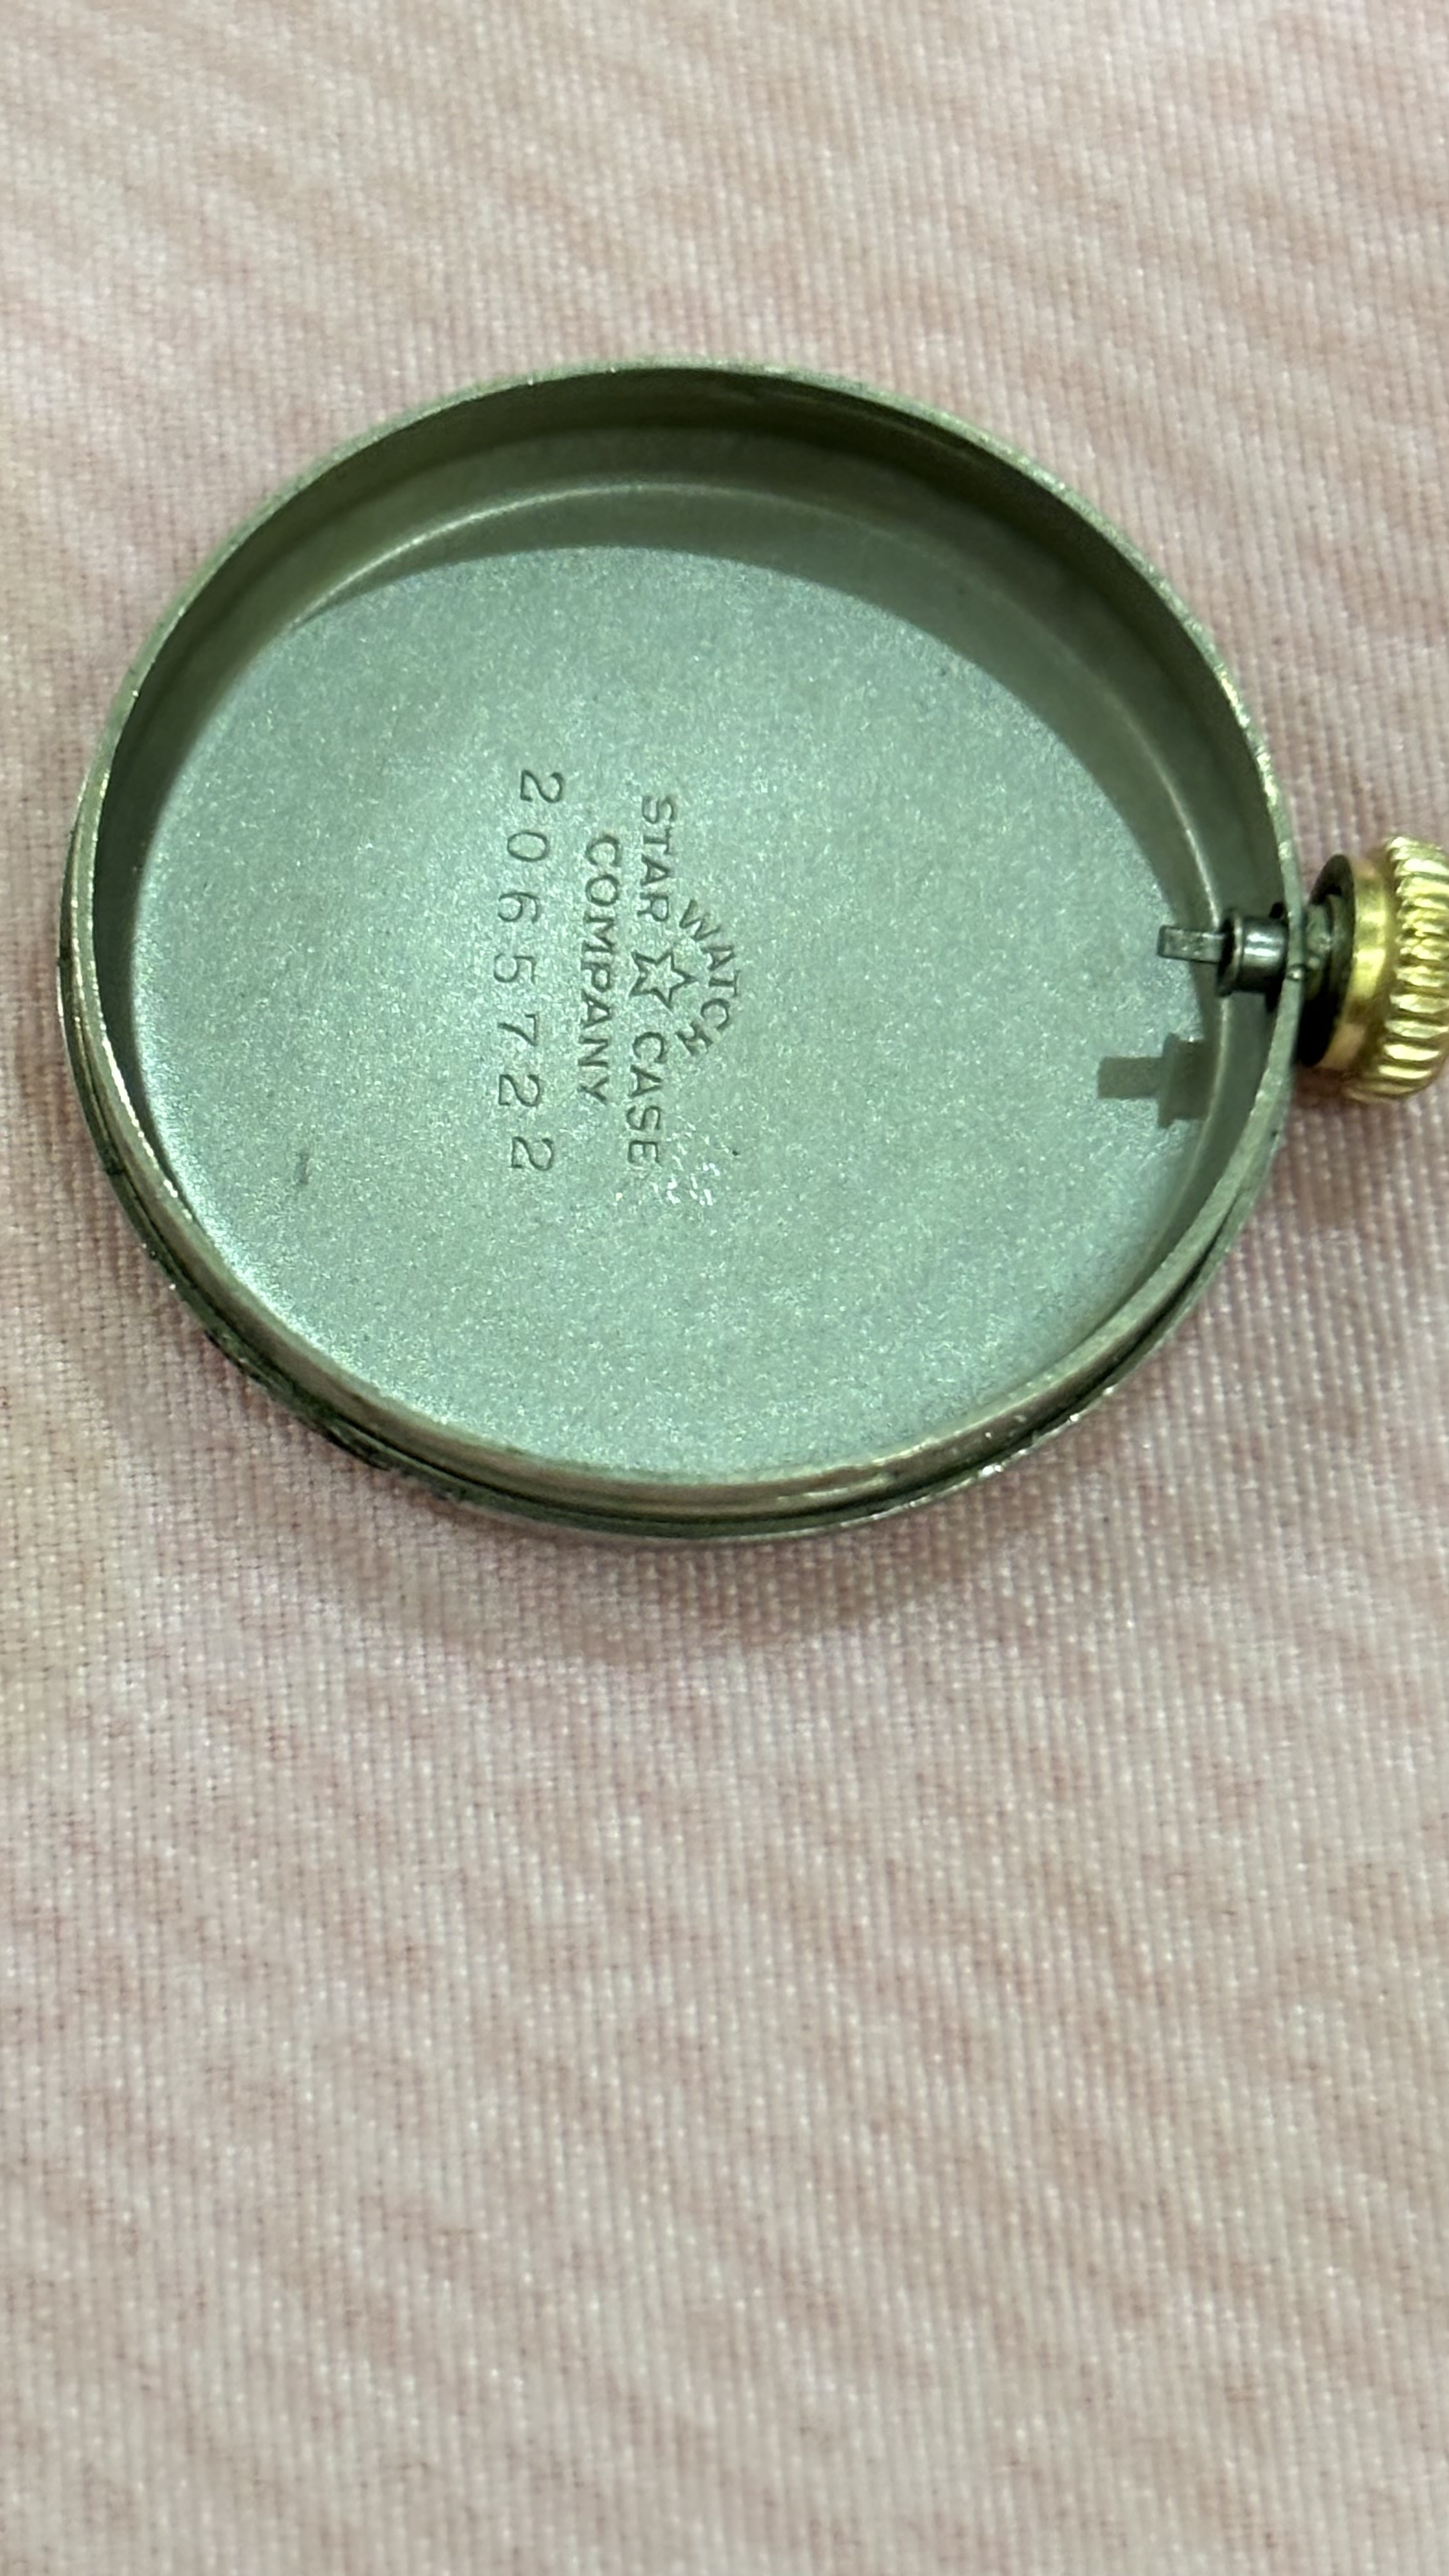 WATCH
STAR CASE
COMPANY
2065722